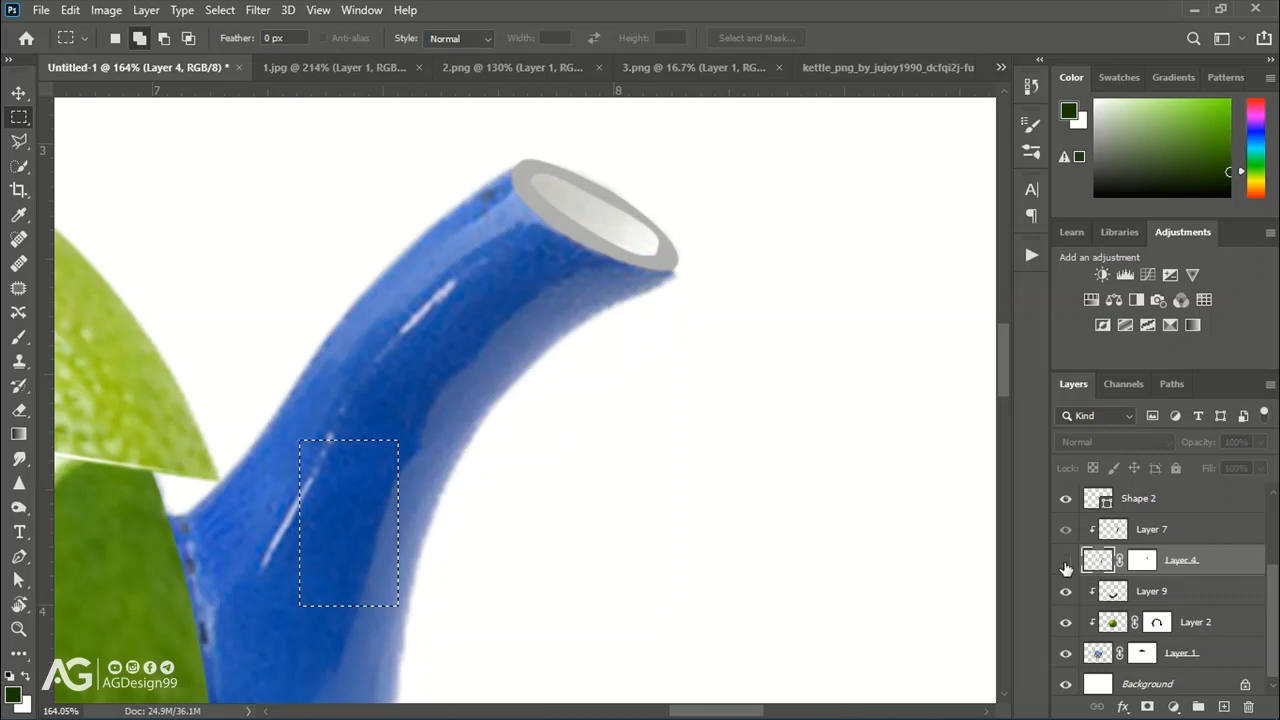 Ps File Edit Image Layer Type Select Filter 3D View Window Help
Feather: 0 px Anti-alias Style: Normal Width: Height: Select and Mask...
Untitled-1 @ 164% (Layer 4, RGB/8) * × 1.jpg @ 214% (Layer 1, RGB... × 2.png @ 130% (Layer 1, RG... × 3.png @ 16.7% (Layer 1, RG... × kettle_png_by_jujoy1990_dcfqi2j-fu
7 8
3
4
Color Swatches Gradients Patterns
Learn Libraries Adjustments
Add an adjustment
Layers Channels Paths
Kind
Normal Opacity: 100%
Lock: Fill: 100%
Shape 2
Layer 7
Layer 4
Layer 9
Layer 2
Layer 1
Background
AG
AGDesign99
164.05% Doc: 24.9M/36.1M